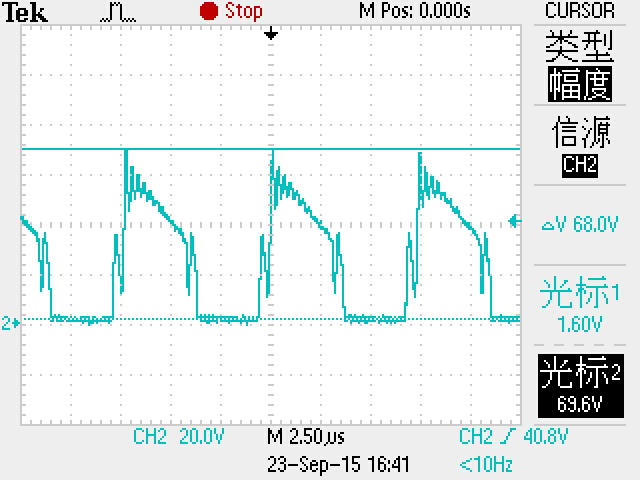 Tek Stop M Pos: 0.000s CURSOR
类型
幅度
信源
CH2
△V 68.0V
光标1
1.60V
2
光标2
69.6V
CH2 20.0V M 2.50µs CH2 40.8V
23-Sep-15 16:41 <10Hz